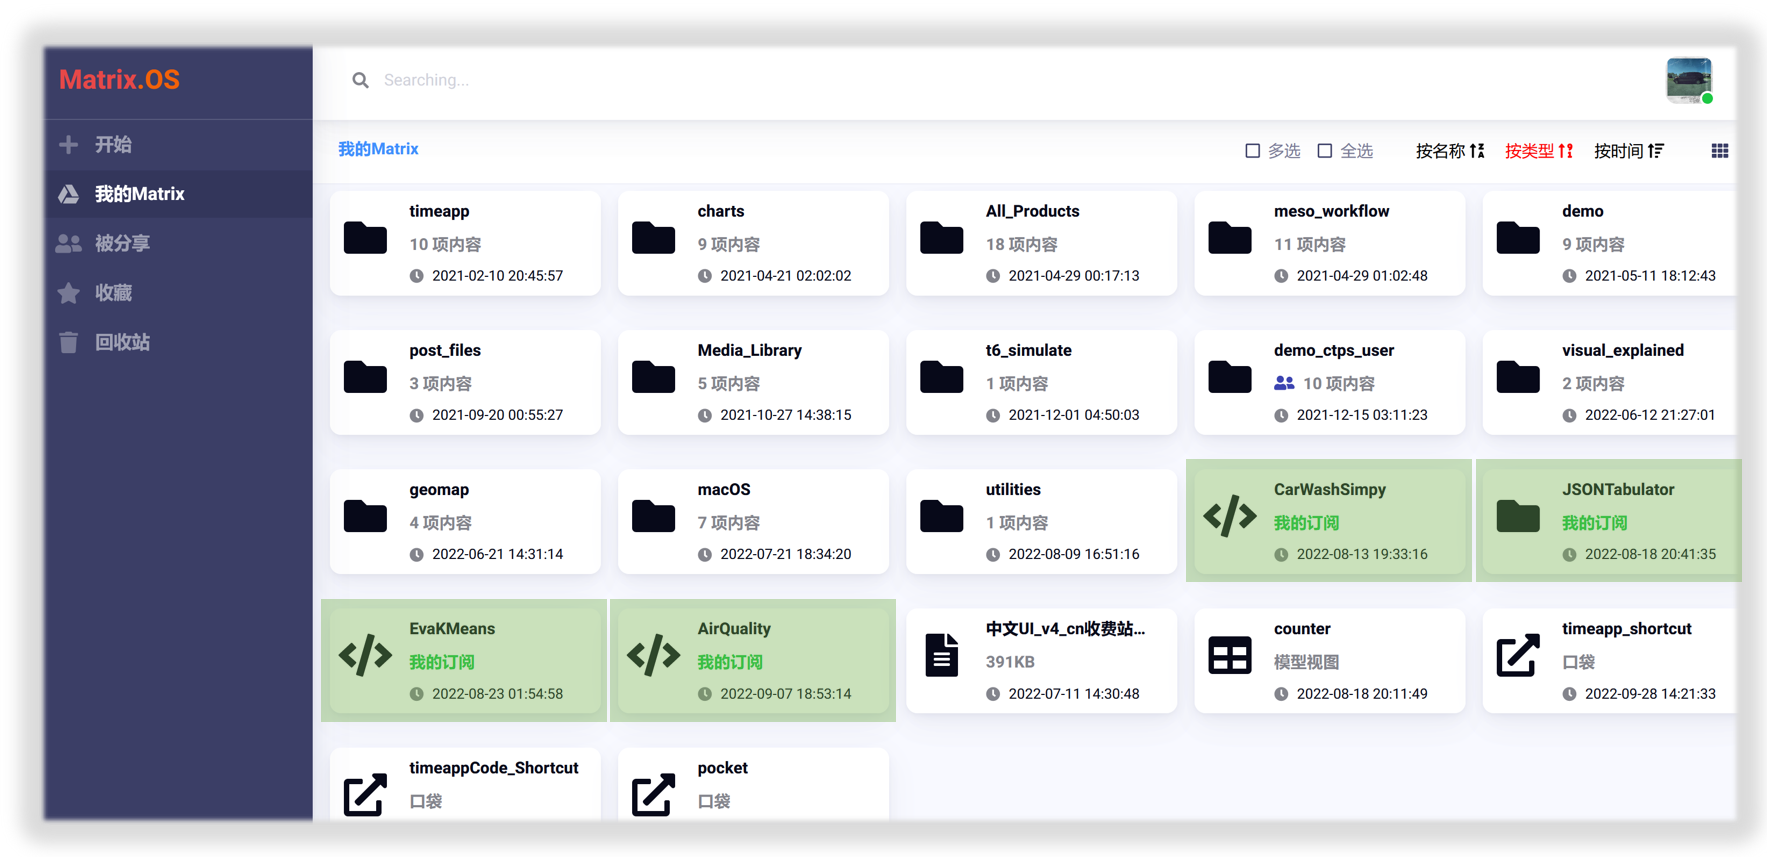 Matrix.OS
Searching...
开始
我的Matrix
被分享
收藏
回收站
我的Matrix
多选 全选 按名称 按类型 按时间
timeapp
10 项内容
2021-02-10 20:45:57
charts
9 项内容
2021-04-21 02:02:02
All_Products
18 项内容
2021-04-29 00:17:13
meso_workflow
11 项内容
2021-04-29 01:02:48
demo
9 项内容
2021-05-11 18:12:43
post_files
3 项内容
2021-09-20 00:55:27
Media_Library
5 项内容
2021-10-27 14:38:15
t6_simulate
1 项内容
2021-12-01 04:50:03
demo_ctps_user
10 项内容
2021-12-15 03:11:23
visual_explained
2 项内容
2022-06-12 21:27:01
geomap
4 项内容
2022-06-21 14:31:14
macOS
7 项内容
2022-07-21 18:34:20
utilities
1 项内容
2022-08-09 16:51:16
CarWashSimpy
我的订阅
2022-08-13 19:33:16
JSONTabulator
我的订阅
2022-08-18 20:41:35
EvaKMeans
我的订阅
2022-08-23 01:54:58
AirQuality
我的订阅
2022-09-07 18:53:14
中文UI_v4_cn收费站...
391KB
2022-07-11 14:30:48
counter
模型视图
2022-08-18 20:11:49
timeapp_shortcut
口袋
2022-09-28 14:21:33
timeappCode_Shortcut
口袋
pocket
口袋